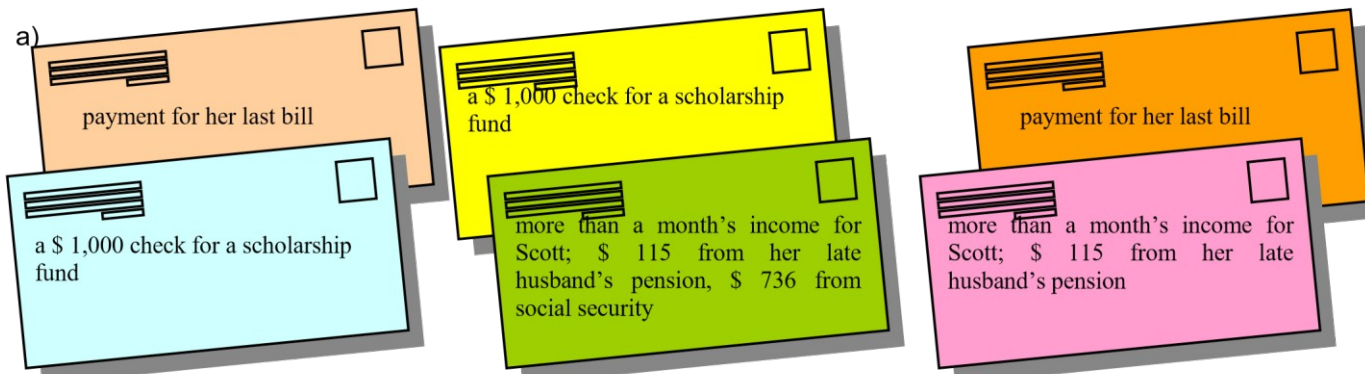 a)
payment for her last bill
a $ 1,000 check for a scholarship
fund
a $ 1,000 check for a scholarship
fund
more than a month’s income for
Scott; $ 115 from her late
husband’s pension, $ 736 from
social security
payment for her last bill
more than a month’s income for
Scott; $ 115 from her late
husband’s pension